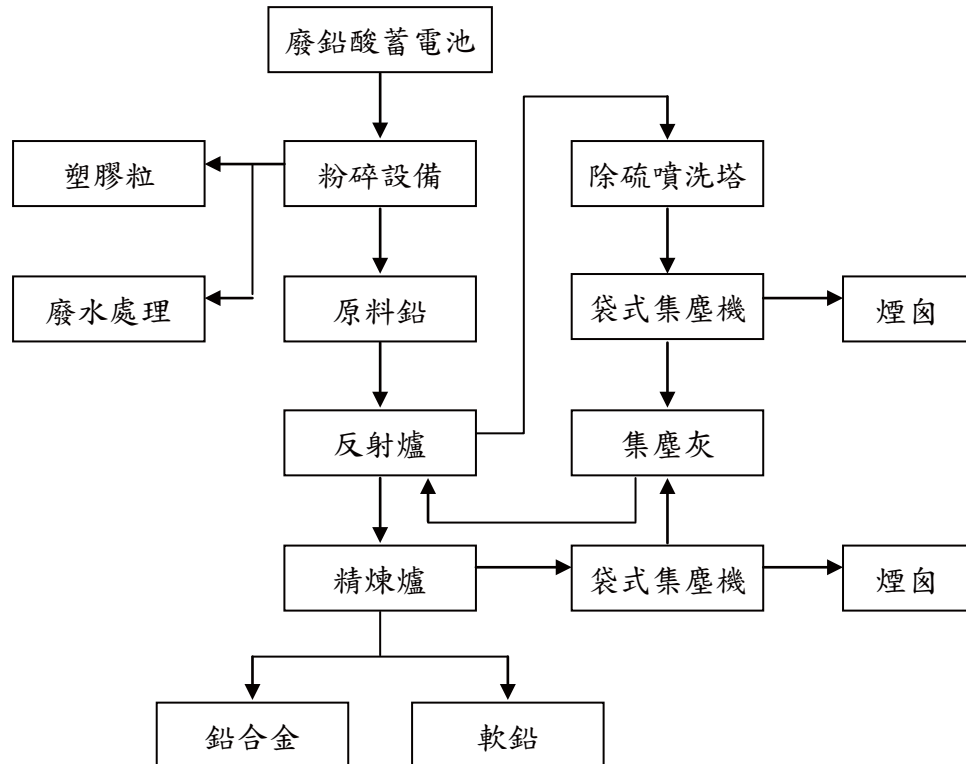 廢鉛酸蓄電池
塑膠粒
粉碎設備
除硫噴洗塔
廢水處理
原料鉛
袋式集塵機
煙囪
反射爐
集塵灰
精煉爐
袋式集塵機
煙囪
鉛合金
軟鉛